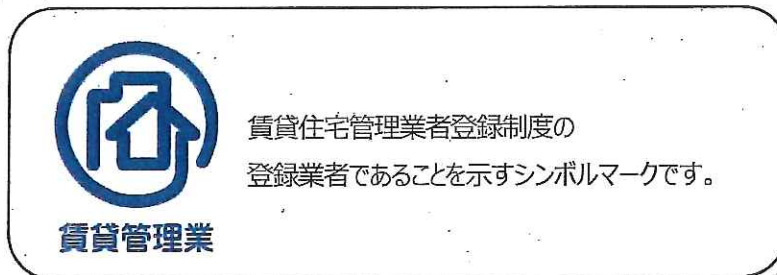 賃貸住宅管理業者登録制度の
登録業者であることを示すシンボルマークです。
賃貸管理業